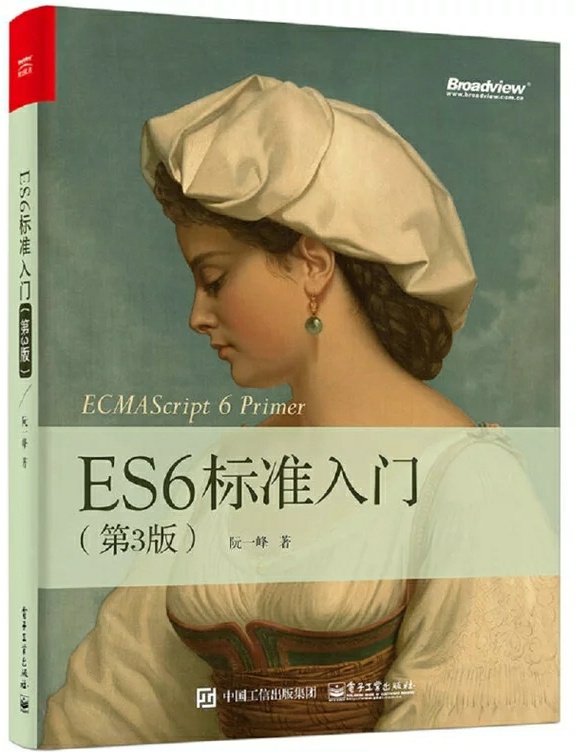 Broadview
www.broadview.com.cn
ECMAScript 6 Primer
ES6标准入门
(第3版)
阮一峰 著
中国工信出版集团
电子工业出版社
ES6标准入门(第3版)
阮一峰 著
电子工业出版社